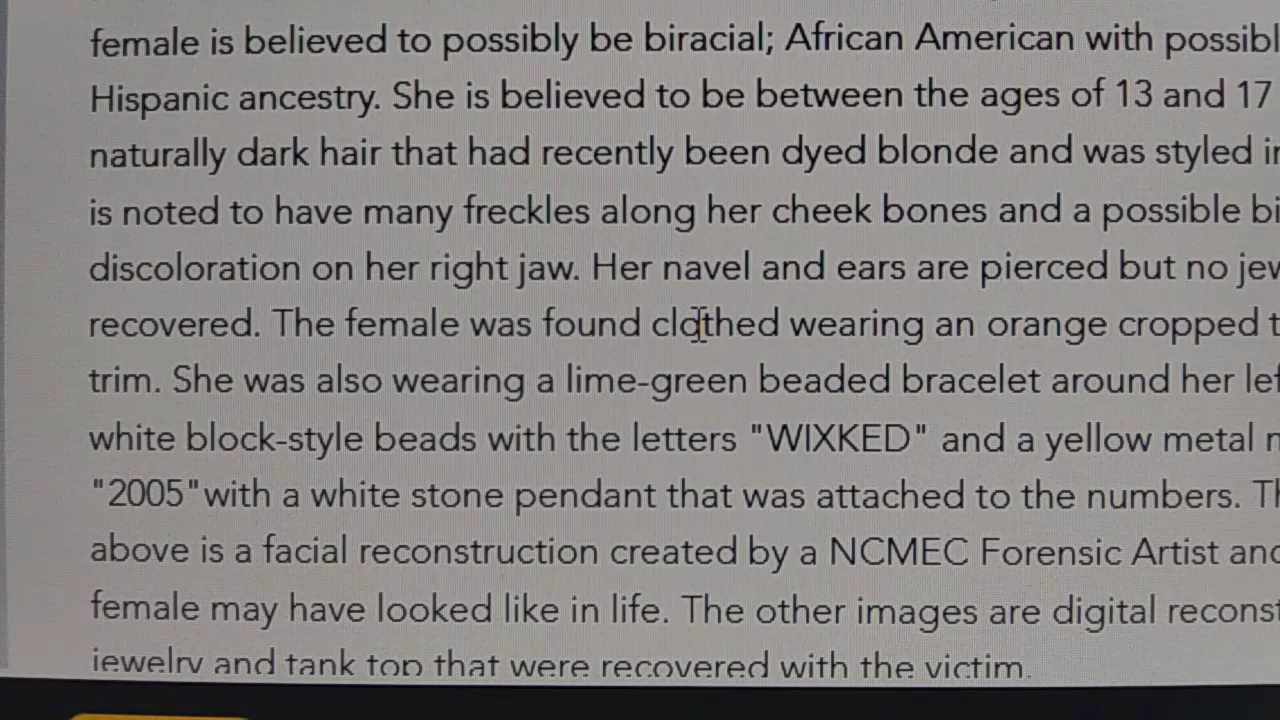 female is believed to possibly be biracial; African American with possibl
Hispanic ancestry. She is believed to be between the ages of 13 and 17
naturally dark hair that had recently been dyed blonde and was styled in
is noted to have many freckles along her cheek bones and a possible bi
discoloration on her right jaw. Her navel and ears are pierced but no jew
recovered. The female was found clothed wearing an orange cropped t
trim. She was also wearing a lime-green beaded bracelet around her lef
white block-style beads with the letters "WIXKED" and a yellow metal n
"2005"with a white stone pendant that was attached to the numbers. Th
above is a facial reconstruction created by a NCMEC Forensic Artist and
female may have looked like in life. The other images are digital reconst
jewelry and tank top that were recovered with the victim.